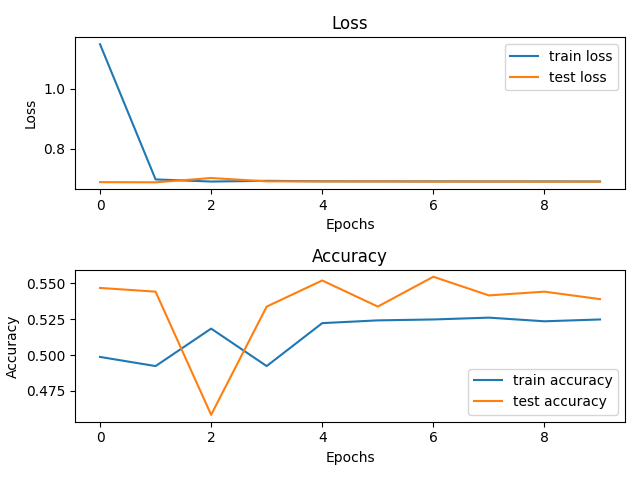 Loss
train loss
test loss
1.0
0.8
Loss
0 2 4 6 8
Epochs
Accuracy
0.550
0.525
0.500
0.475
Accuracy
train accuracy
test accuracy
0 2 4 6 8
Epochs